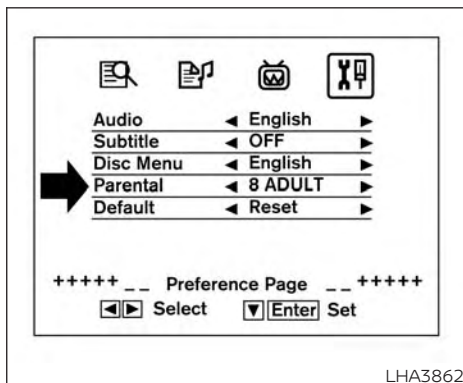 Audio ◀ English ▶
Subtitle ◀ OFF ▶
Disc Menu ◀ English ▶
Parental ◀ 8 ADULT ▶
Default ◀ Reset ▶
+++++ _ _ Preference Page _ _ +++++
◀ ▶ Select ▼ Enter Set
LHA3862